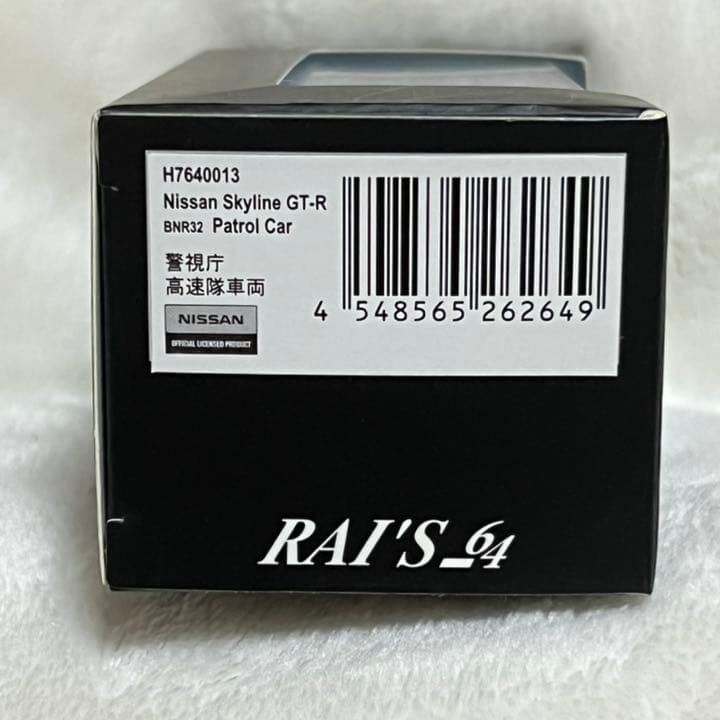 H7640013
Nissan Skyline GT-R
BNR32 Patrol Car
警視庁
高速隊車両
NISSAN
OFFICIAL LICENSED PRODUCT
4 548565 262649
RAI'S_64